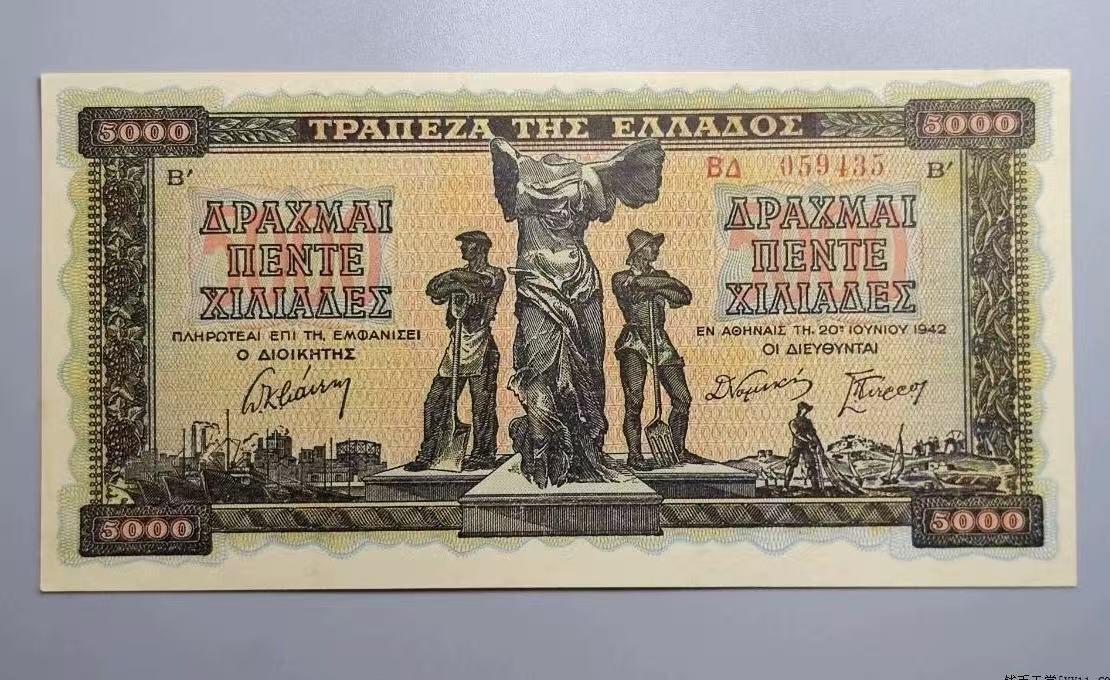 5000 ΤΡΑΠΕΖΑ ΤΗΣ ΕΛΛΑΔΟΣ 5000
Β′ ΒΔ 059435 Β′
ΔΡΑΧΜΑΙ
ΠΕΝΤΕ
ΧΙΛΙΑΔΕΣ
ΠΛΗΡΩΤΕΑΙ ΕΠΙ ΤΗ, ΕΜΦΑΝΙΣΕΙ
Ο ΔΙΟΙΚΗΤΗΣ
ΔΡΑΧΜΑΙ
ΠΕΝΤΕ
ΧΙΛΙΑΔΕΣ
ΕΝ ΑΘΗΝΑΙΣ ΤΗ, 20ῃ ΙΟΥΝΙΟΥ 1942
ΟΙ ΔΙΕΥΘΥΝΤΑΙ
5000 5000